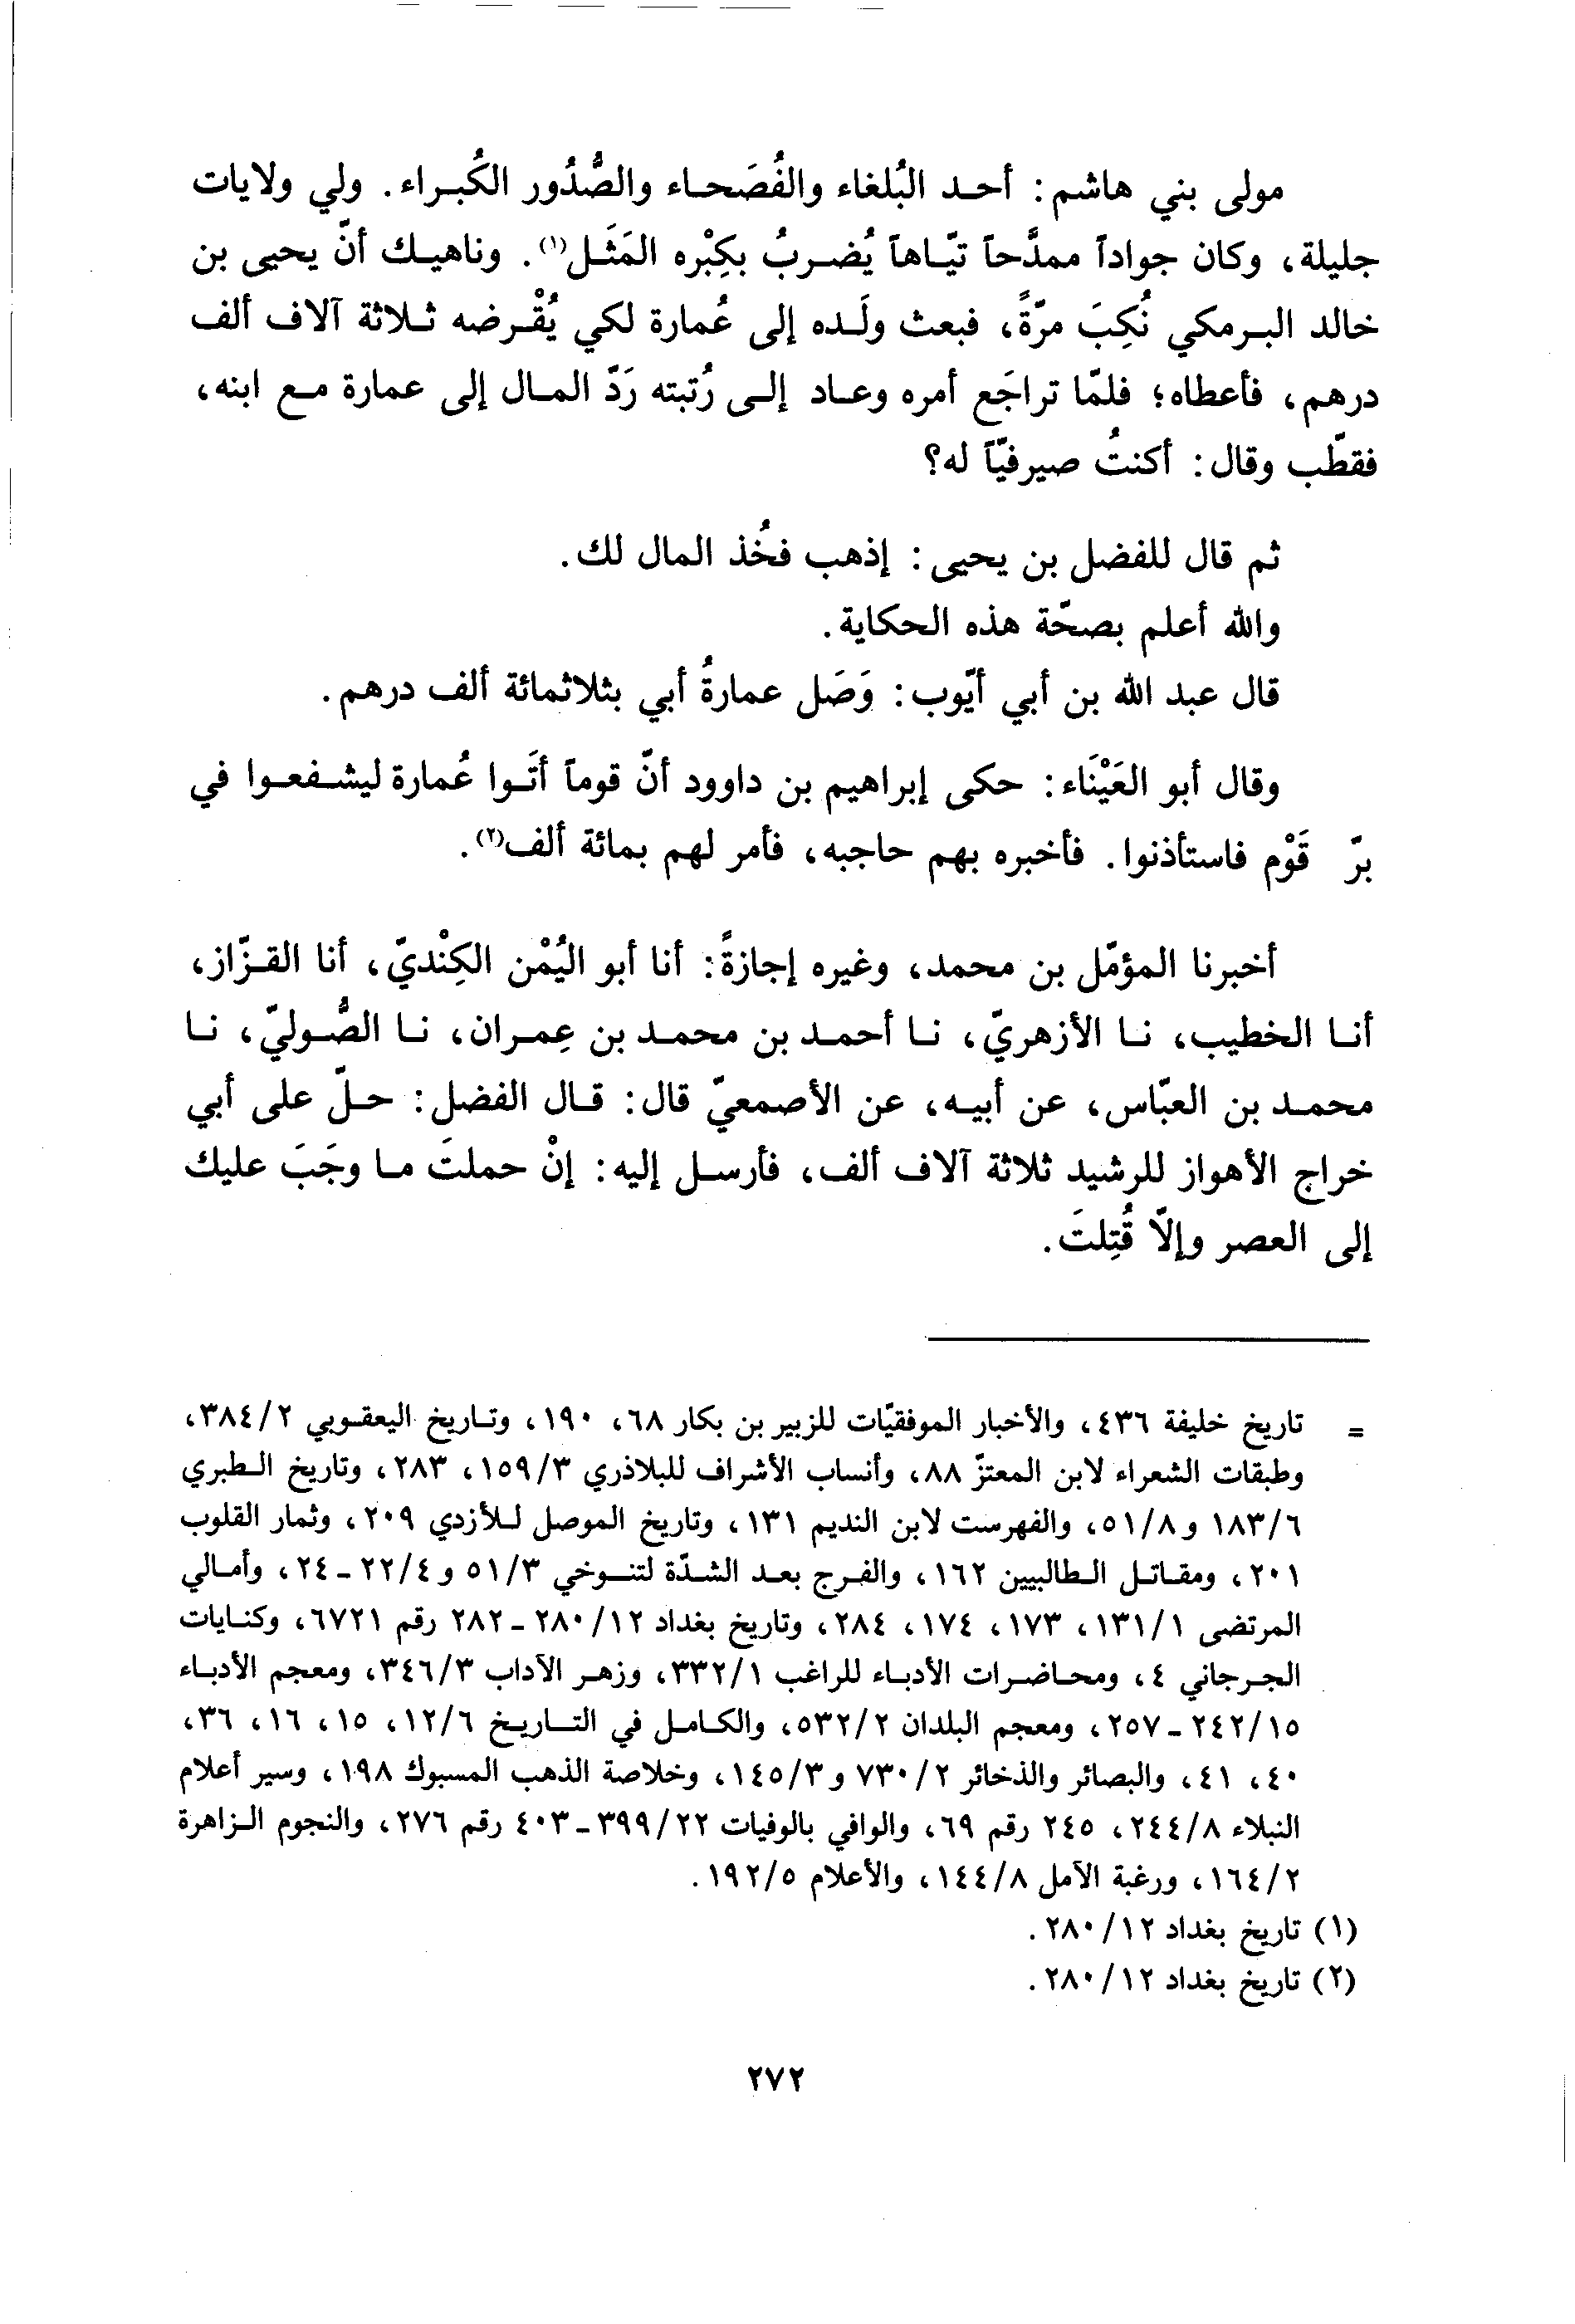 مولى بني هاشم: أحد البُلغاء والفُصَحاء والصُّدُور الكُبراء. ولي ولايات
جليلة، وكان جواداً ممدَّحاً تيّاهاً يُضربُ بكِبْره المَثَل(١). وناهيك أنّ يحيى بن
خالد البرمكي نُكِبَ مرّةً، فبعث ولَده إلى عُمارة لكي يُقْرضه ثلاثة آلاف ألف
درهم، فأعطاه؛ فلمّا تراجَع أمره وعاد إلى رُتبته رَدّ المال إلى عمارة مع ابنه،
فقطّب وقال: أكنتُ صيرفيّاً له؟
ثم قال للفضل بن يحيى: إذهب فخُذ المال لك.
والله أعلم بصحّة هذه الحكاية.
قال عبد الله بن أبي أيّوب: وَصَل عمارةُ أبي بثلاثمائة ألف درهم.
وقال أبو العَيْنَاء: حكى إبراهيم بن داوود أنّ قوماً أتَوا عُمارة ليشفعوا في
برّ قَوْم فاستأذنوا. فأخبره بهم حاجبه، فأمر لهم بمائة ألف(٢).
أخبرنا المؤمّل بن محمد، وغيره إجازةً: أنا أبو اليُمْن الكِنْديّ، أنا القزّاز،
أنا الخطيب، نا الأزهريّ، نا أحمد بن محمد بن عِمران، نا الصُّوليّ، نا
محمد بن العبّاس، عن أبيه، عن الأصمعيّ قال: قال الفضل: حلّ على أبي
خراج الأهواز للرشيد ثلاثة آلاف ألف، فأرسل إليه: إنْ حملتَ ما وجَبَ عليك
إلى العصر وإلّا قُتِلتَ.
= تاريخ خليفة ٤٣٦، والأخبار الموفقيّات للزبير بن بكار ٦٨، ١٩٠، وتاريخ اليعقوبي ٣٨٤/٢،
وطبقات الشعراء لابن المعتزّ ٨٨، وأنساب الأشراف للبلاذري ١٥٩/٣، ٢٨٣، وتاريخ الطبري
١٨٣/٦ و٥١/٨، والفهرست لابن النديم ١٣١، وتاريخ الموصل للأزدي ٢٠٩، وثمار القلوب
٢٠١، ومقاتل الطالبيين ١٦٢، والفرج بعد الشدّة لتنوخي ٥١/٣ و٢٢/٤ - ٢٤، وأمالي
المرتضى ١٣١/١، ١٧٣، ١٧٤، ٢٨٤، وتاريخ بغداد ٢٨٠/١٢ - ٢٨٢ رقم ٦٧٢١، وكنايات
الجرجاني ٤، ومحاضرات الأدباء للراغب ٣٣٢/١، وزهر الآداب ٣٤٦/٣، ومعجم الأدباء
٢٤٢/١٥ - ٢٥٧، ومعجم البلدان ٥٣٢/٢، والكامل في التاريخ ١٢/٦، ١٥، ١٦، ٣٦،
٤٠، ٤١، والبصائر والذخائر ٧٣٠/٢ و١٤٥/٣، وخلاصة الذهب المسبوك ١٩٨، وسير أعلام
النبلاء ٢٤٤/٨، ٢٤٥ رقم ٦٩، والوافي بالوفيات ٣٩٩/٢٢ - ٤٠٣ رقم ٢٧٦، والنجوم الزاهرة
١٦٤/٢، ورغبة الآمل ١٤٤/٨، والأعلام ١٩٢/٥.
(١) تاريخ بغداد ٢٨٠/١٢.
(٢) تاريخ بغداد ٢٨٠/١٢.
٢٧٢